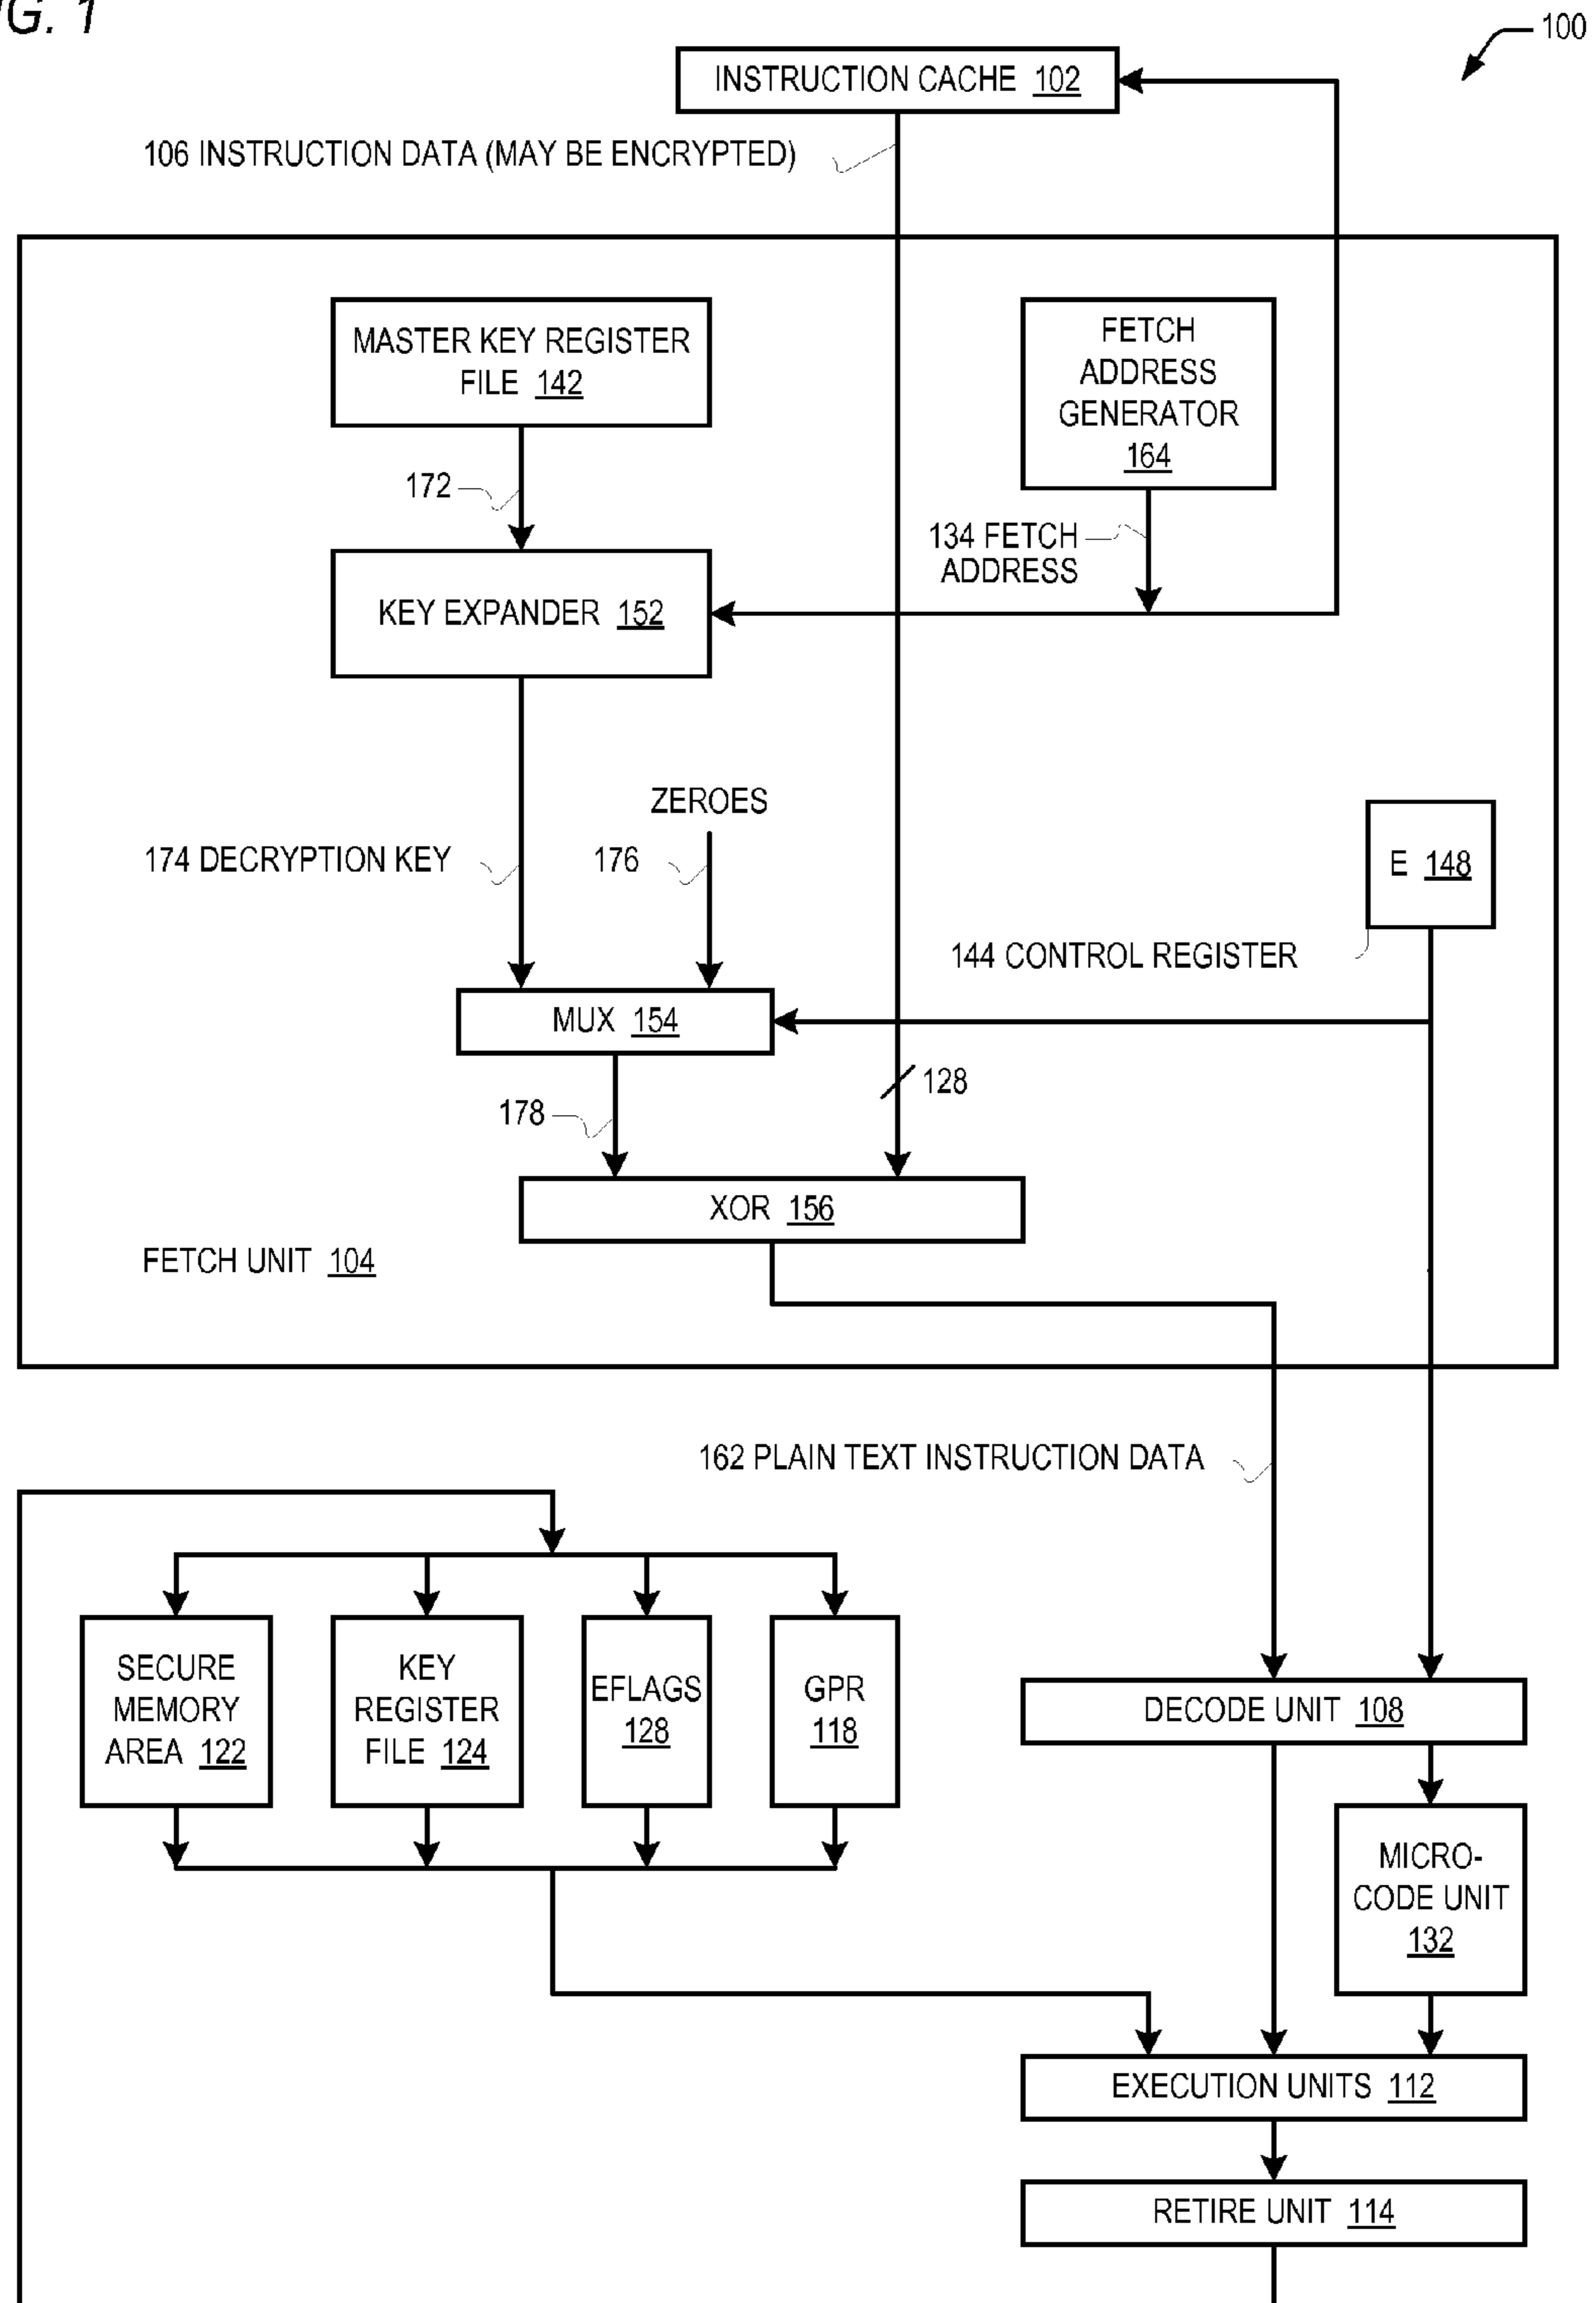 G. 1
100
INSTRUCTION CACHE 102
106 INSTRUCTION DATA (MAY BE ENCRYPTED)
MASTER KEY REGISTER
FILE 142
FETCH
ADDRESS
GENERATOR
164
172
134 FETCH
ADDRESS
KEY EXPANDER 152
ZEROES
174 DECRYPTION KEY
176
E 148
144 CONTROL REGISTER
MUX 154
128
178
XOR 156
FETCH UNIT 104
162 PLAIN TEXT INSTRUCTION DATA
SECURE
MEMORY
AREA 122
KEY
REGISTER
FILE 124
EFLAGS
128
GPR
118
DECODE UNIT 108
MICRO-
CODE UNIT
132
EXECUTION UNITS 112
RETIRE UNIT 114